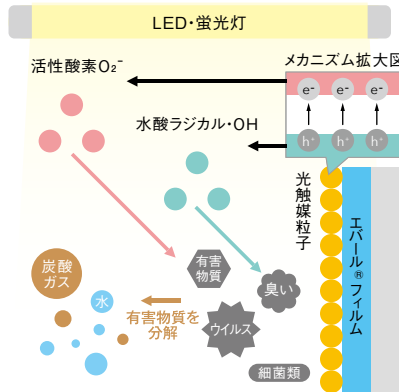 LED・蛍光灯
メカニズム拡大図
活性酸素O₂⁻
e⁻ e⁻ e⁻
水酸ラジカル・OH
h⁺ h⁺ h⁺
光触媒粒子
エバール®フィルム
有害
物質
臭い
炭酸
ガス
水
有害物質を
分解
ウイルス
細菌類